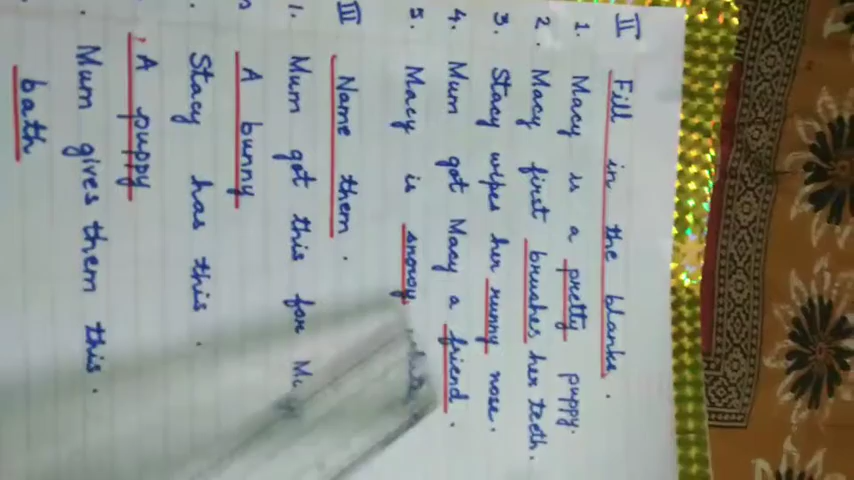 II Fill in the blanks.
1. Macy is a pretty puppy.
2. Macy first brushes her teeth.
3. Stacy wipes her runny nose.
4. Mum got Macy a friend.
5. Macy is snowy
III Name them.
1. Mum got this for
A bunny
. Stacy has this.
A puppy
. Mum gives them this.
bath